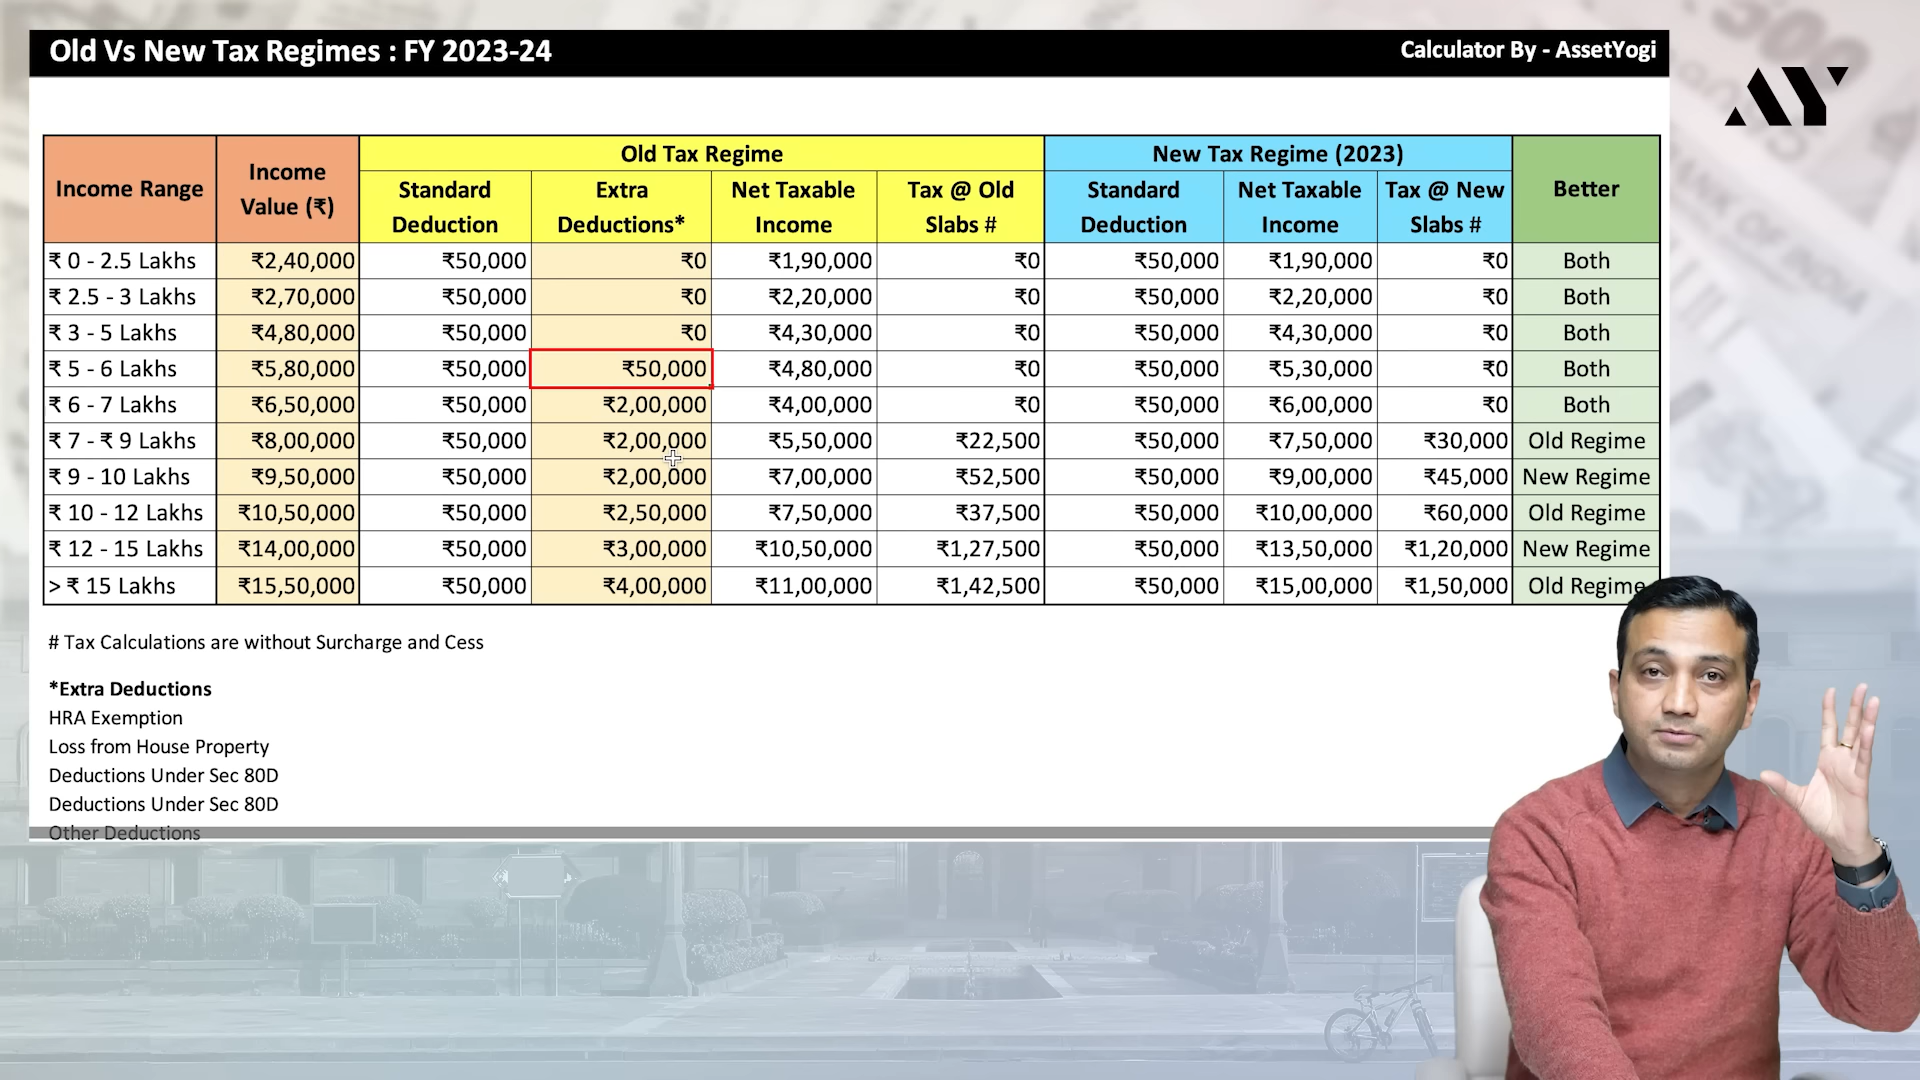 Old Vs New Tax Regimes : FY 2023-24
Calculator By - AssetYogi
AY
Income Range
Income Value (₹)
Old Tax Regime
New Tax Regime (2023)
Better
Standard Deduction
Extra Deductions*
Net Taxable Income
Tax @ Old Slabs #
Standard Deduction
Net Taxable Income
Tax @ New Slabs #
₹ 0 - 2.5 Lakhs ₹2,40,000 ₹50,000 ₹0 ₹1,90,000 ₹0 ₹50,000 ₹1,90,000 ₹0 Both
₹ 2.5 - 3 Lakhs ₹2,70,000 ₹50,000 ₹0 ₹2,20,000 ₹0 ₹50,000 ₹2,20,000 ₹0 Both
₹ 3 - 5 Lakhs ₹4,80,000 ₹50,000 ₹0 ₹4,30,000 ₹0 ₹50,000 ₹4,30,000 ₹0 Both
₹ 5 - 6 Lakhs ₹5,80,000 ₹50,000 ₹50,000 ₹4,80,000 ₹0 ₹50,000 ₹5,30,000 ₹0 Both
₹ 6 - 7 Lakhs ₹6,50,000 ₹50,000 ₹2,00,000 ₹4,00,000 ₹0 ₹50,000 ₹6,00,000 ₹0 Both
₹ 7 - ₹ 9 Lakhs ₹8,00,000 ₹50,000 ₹2,00,000 ₹5,50,000 ₹22,500 ₹50,000 ₹7,50,000 ₹30,000 Old Regime
₹ 9 - 10 Lakhs ₹9,50,000 ₹50,000 ₹2,00,000 ₹7,00,000 ₹52,500 ₹50,000 ₹9,00,000 ₹45,000 New Regime
₹ 10 - 12 Lakhs ₹10,50,000 ₹50,000 ₹2,50,000 ₹7,50,000 ₹37,500 ₹50,000 ₹10,00,000 ₹60,000 Old Regime
₹ 12 - 15 Lakhs ₹14,00,000 ₹50,000 ₹3,00,000 ₹10,50,000 ₹1,27,500 ₹50,000 ₹13,50,000 ₹1,20,000 New Regime
> ₹ 15 Lakhs ₹15,50,000 ₹50,000 ₹4,00,000 ₹11,00,000 ₹1,42,500 ₹50,000 ₹15,00,000 ₹1,50,000 Old Regime
# Tax Calculations are without Surcharge and Cess
*Extra Deductions
HRA Exemption
Loss from House Property
Deductions Under Sec 80D
Deductions Under Sec 80D
Other Deductions